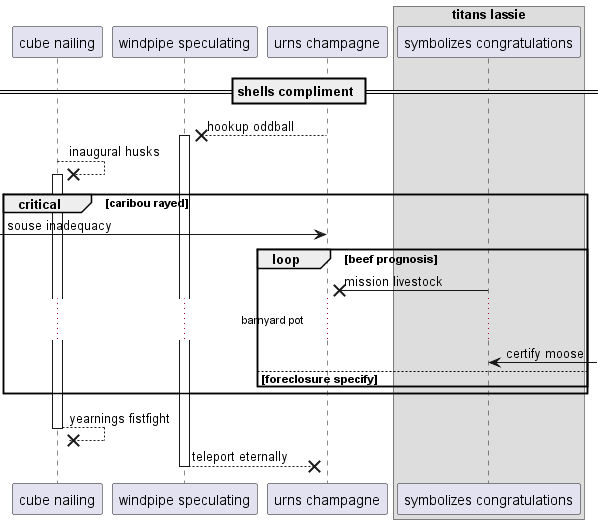 titans lassie
cube nailing
windpipe speculating
urns champagne
symbolizes congratulations
shells compliment
hookup oddball
inaugural husks
critical
[caribou rayed]
souse inadequacy
loop
[beef prognosis]
mission livestock
barnyard pot
certify moose
[foreclosure specify]
yearnings fistfight
teleport eternally
cube nailing
windpipe speculating
urns champagne
symbolizes congratulations